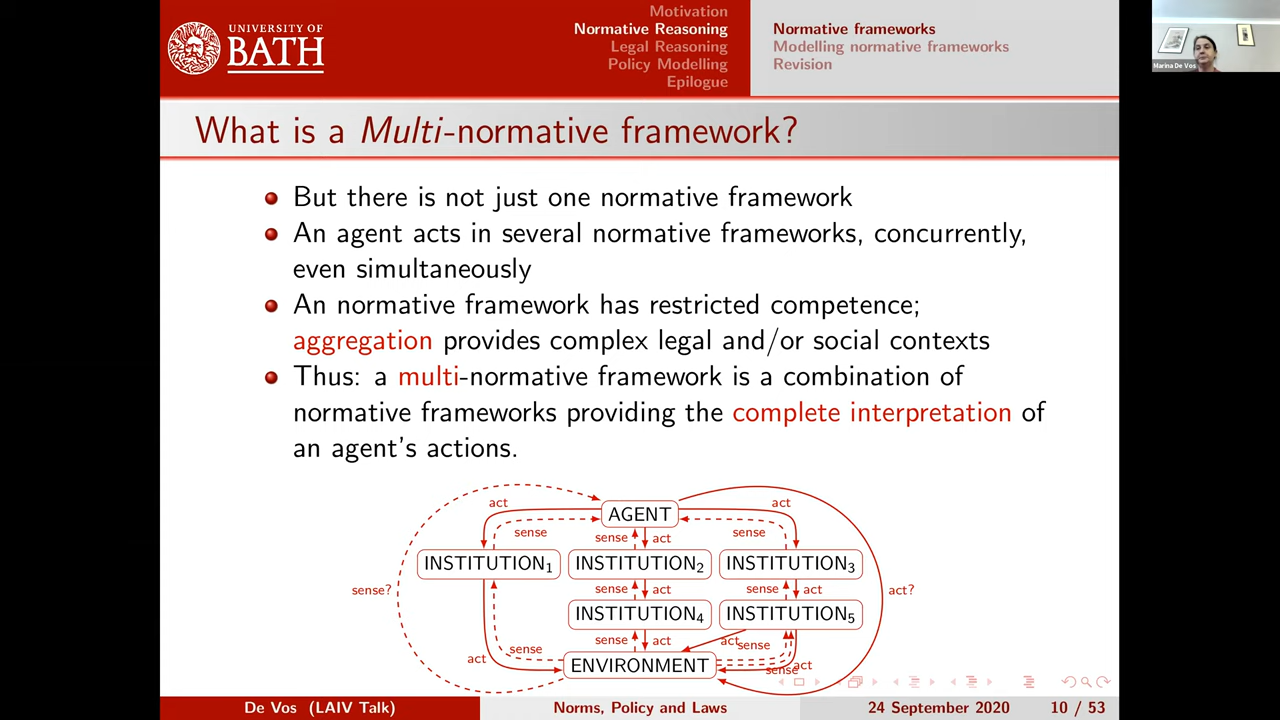 UNIVERSITY OF
BATH
Motivation
Normative Reasoning
Legal Reasoning
Policy Modelling
Epilogue
Normative frameworks
Modelling normative frameworks
Revision
Marina De Vos
What is a Multi-normative framework?
But there is not just one normative framework
An agent acts in several normative frameworks, concurrently,
even simultaneously
An normative framework has restricted competence;
aggregation provides complex legal and/or social contexts
Thus: a multi-normative framework is a combination of
normative frameworks providing the complete interpretation of
an agent's actions.
act
AGENT
act
sense
sense
act
sense
INSTITUTION1
INSTITUTION2
INSTITUTION3
sense?
sense
act
sense
act
act?
INSTITUTION4
INSTITUTION5
act
sense
sense
act
act
sense
ENVIRONMENT
sense
act
De Vos (LAIV Talk)
Norms, Policy and Laws
24 September 2020
10 / 53